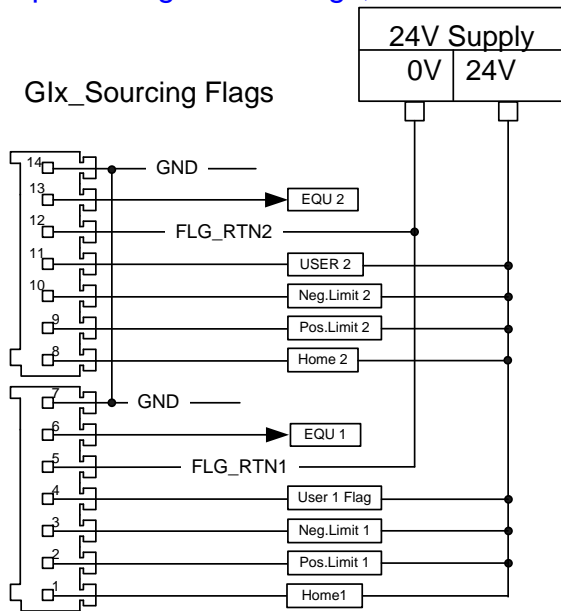 24V Supply
0V 24V
GIx_Sourcing Flags
14 GND
13 EQU 2
12 FLG_RTN2
11 USER 2
10 Neg.Limit 2
9 Pos.Limit 2
8 Home 2
7 GND
6 EQU 1
5 FLG_RTN1
4 User 1 Flag
3 Neg.Limit 1
2 Pos.Limit 1
1 Home1